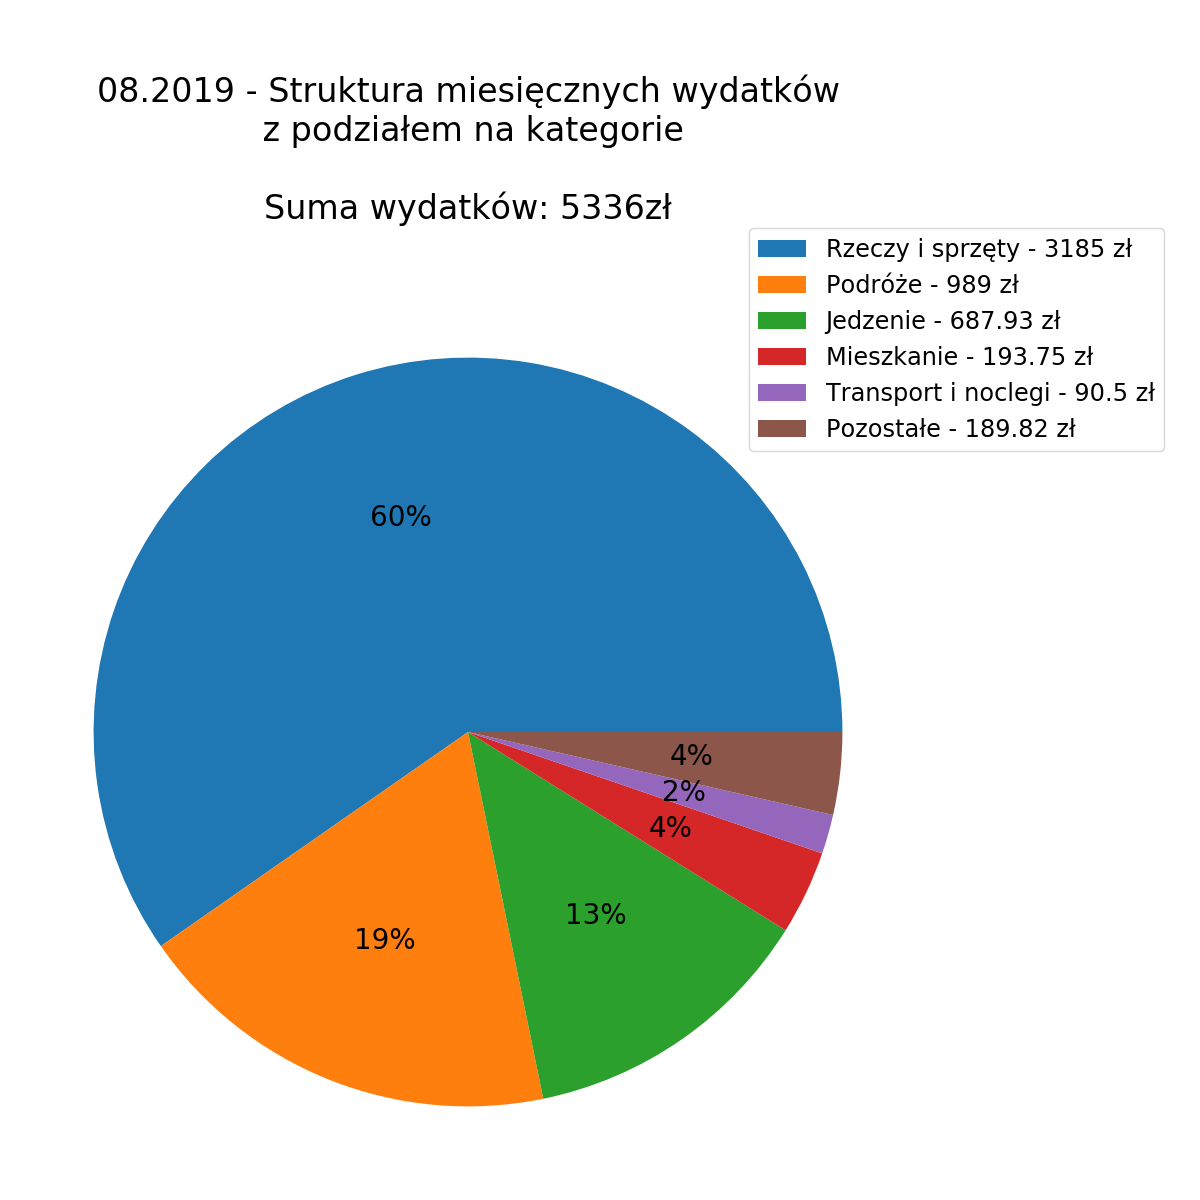 08.2019 - Struktura miesięcznych wydatków
z podziałem na kategorie
Suma wydatków: 5336zł
Rzeczy i sprzęty - 3185 zł
Podróże - 989 zł
Jedzenie - 687.93 zł
Mieszkanie - 193.75 zł
Transport i noclegi - 90.5 zł
Pozostałe - 189.82 zł
60%
4%
2%
4%
13%
19%